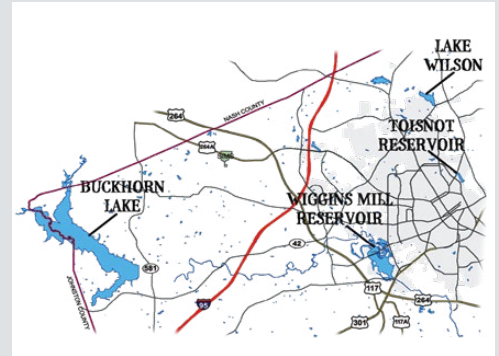 LAKE
WILSON
NASH COUNTY
264
TOISNOT
RESERVOIR
264A
BUCKHORN
LAKE
WIGGINS MILL
RESERVOIR
42
581
JOHNSTON COUNTY
117
264
95
301
117A